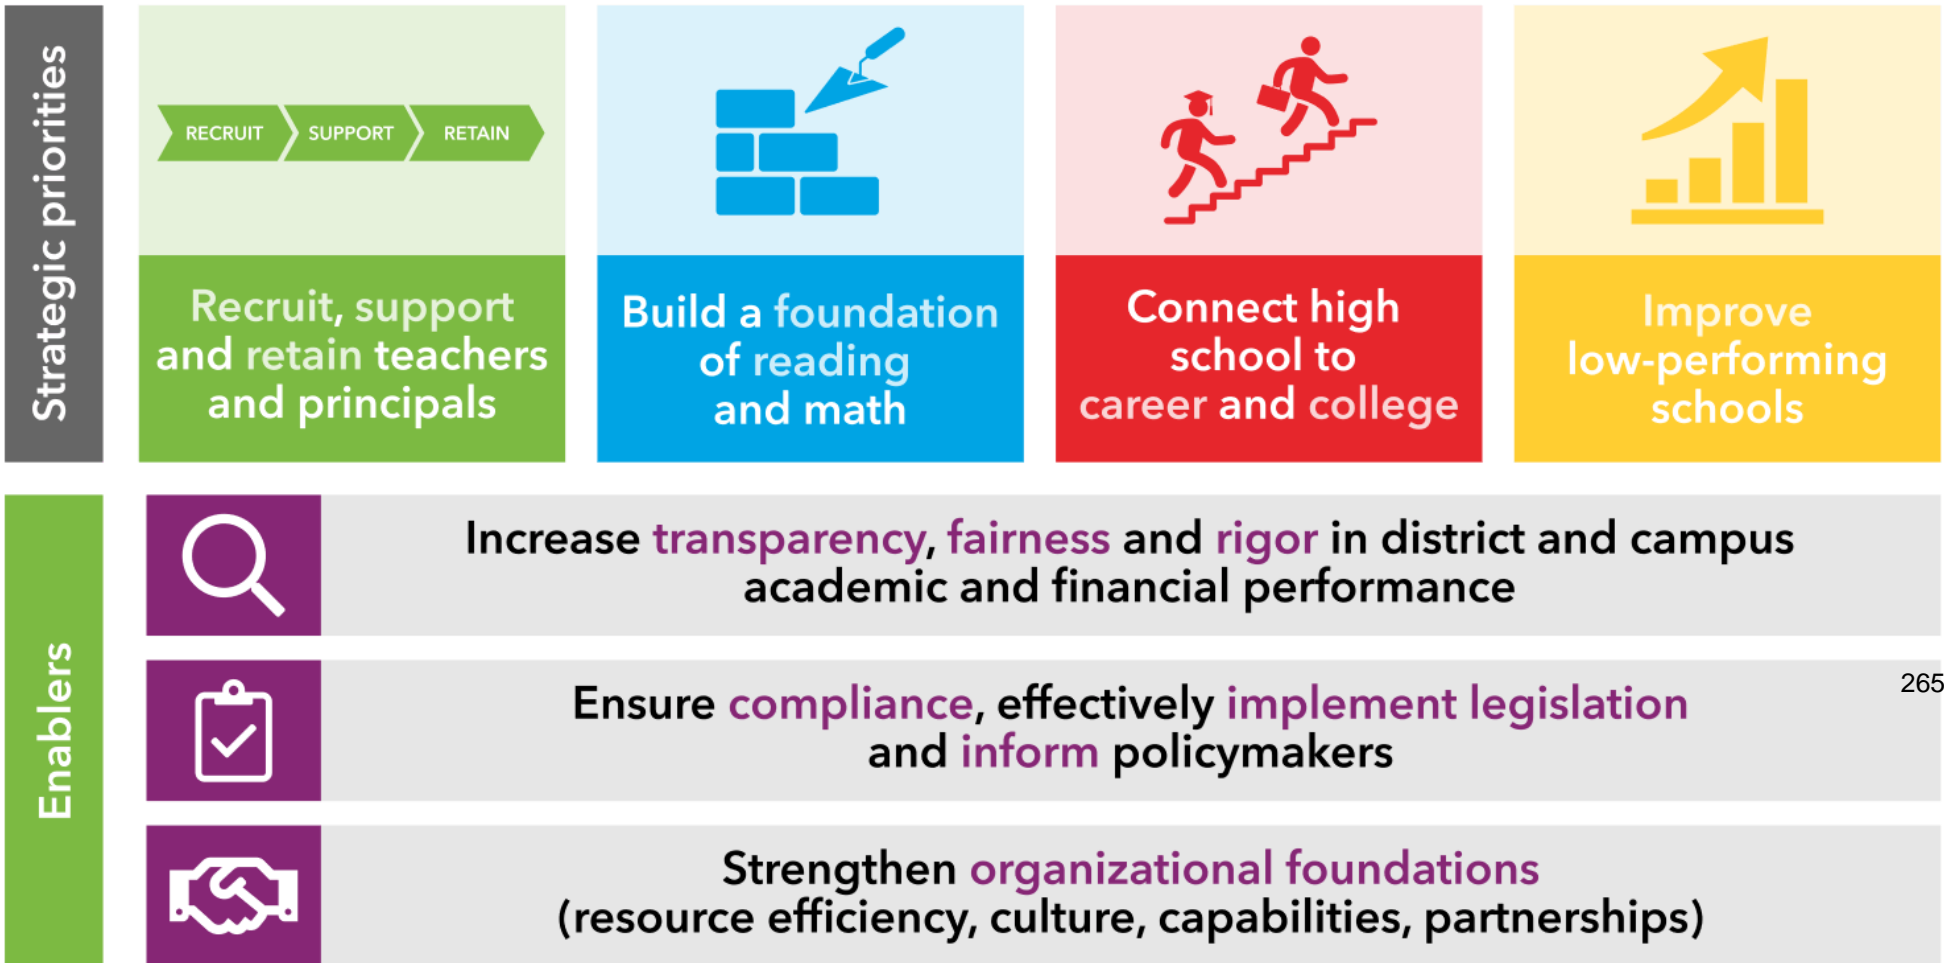 Strategic priorities
RECRUIT
SUPPORT
RETAIN
Recruit, support
and retain teachers
and principals
Build a foundation
of reading
and math
Connect high
school to
career and college
Improve
low-performing
schools
Enablers
Increase transparency, fairness and rigor in district and campus
academic and financial performance
Ensure compliance, effectively implement legislation
and inform policymakers
265
Strengthen organizational foundations
(resource efficiency, culture, capabilities, partnerships)